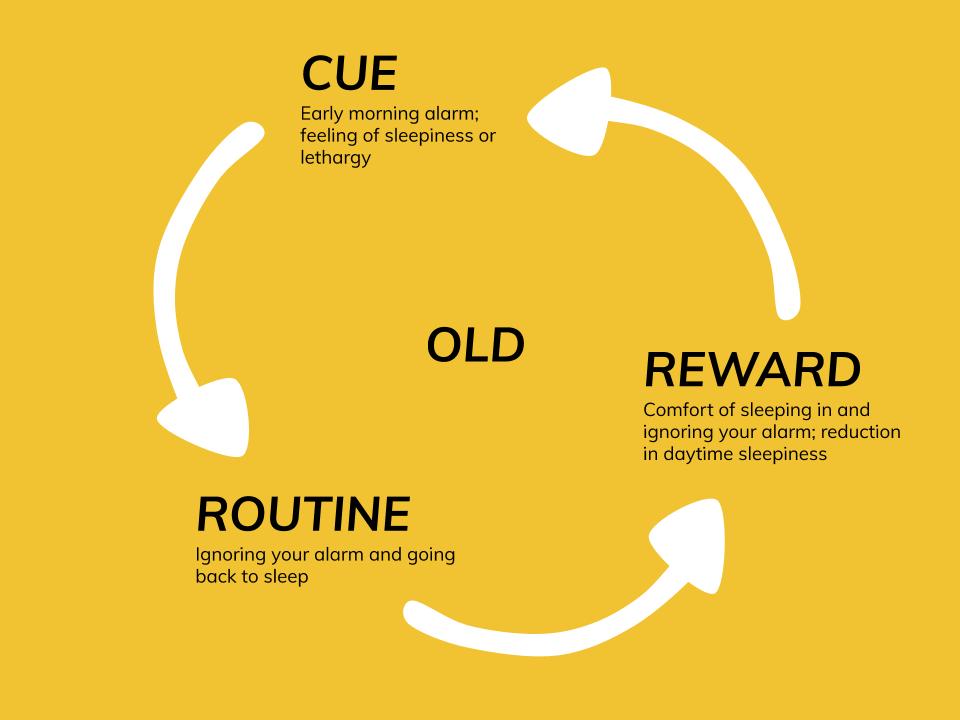 CUE
Early morning alarm;
feeling of sleepiness or
lethargy
OLD
REWARD
Comfort of sleeping in and
ignoring your alarm; reduction
in daytime sleepiness
ROUTINE
Ignoring your alarm and going
back to sleep